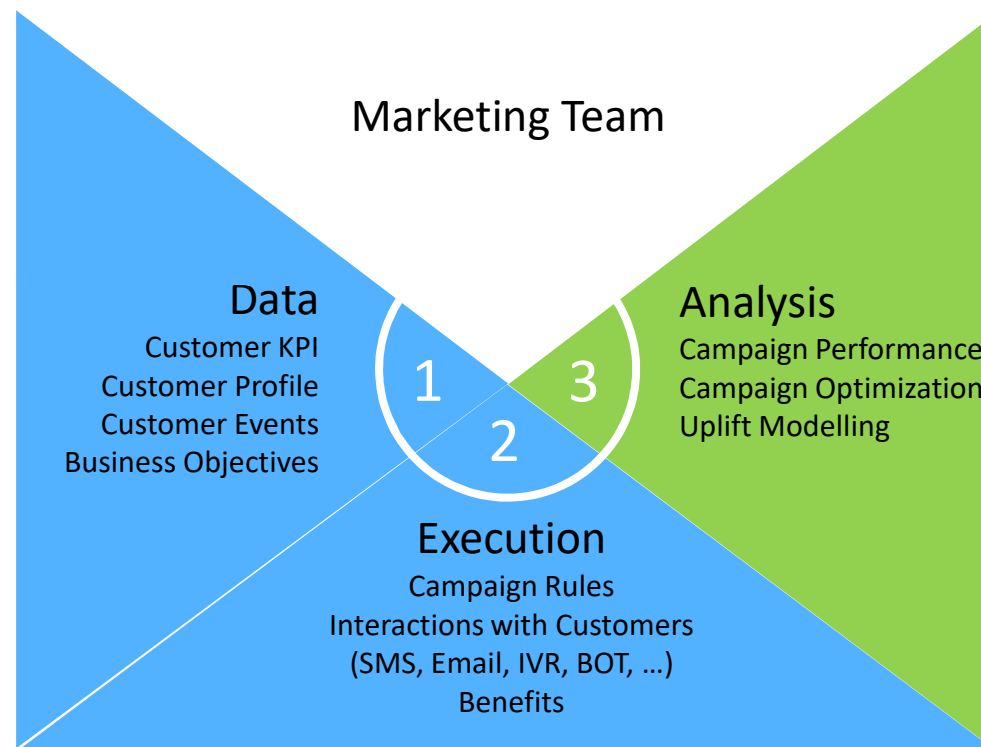 Marketing Team
Data
Customer KPI
Customer Profile
Customer Events
Business Objectives
1
2
3
Analysis
Campaign Performance
Campaign Optimization
Uplift Modelling
Execution
Campaign Rules
Interactions with Customers
(SMS, Email, IVR, BOT, …)
Benefits